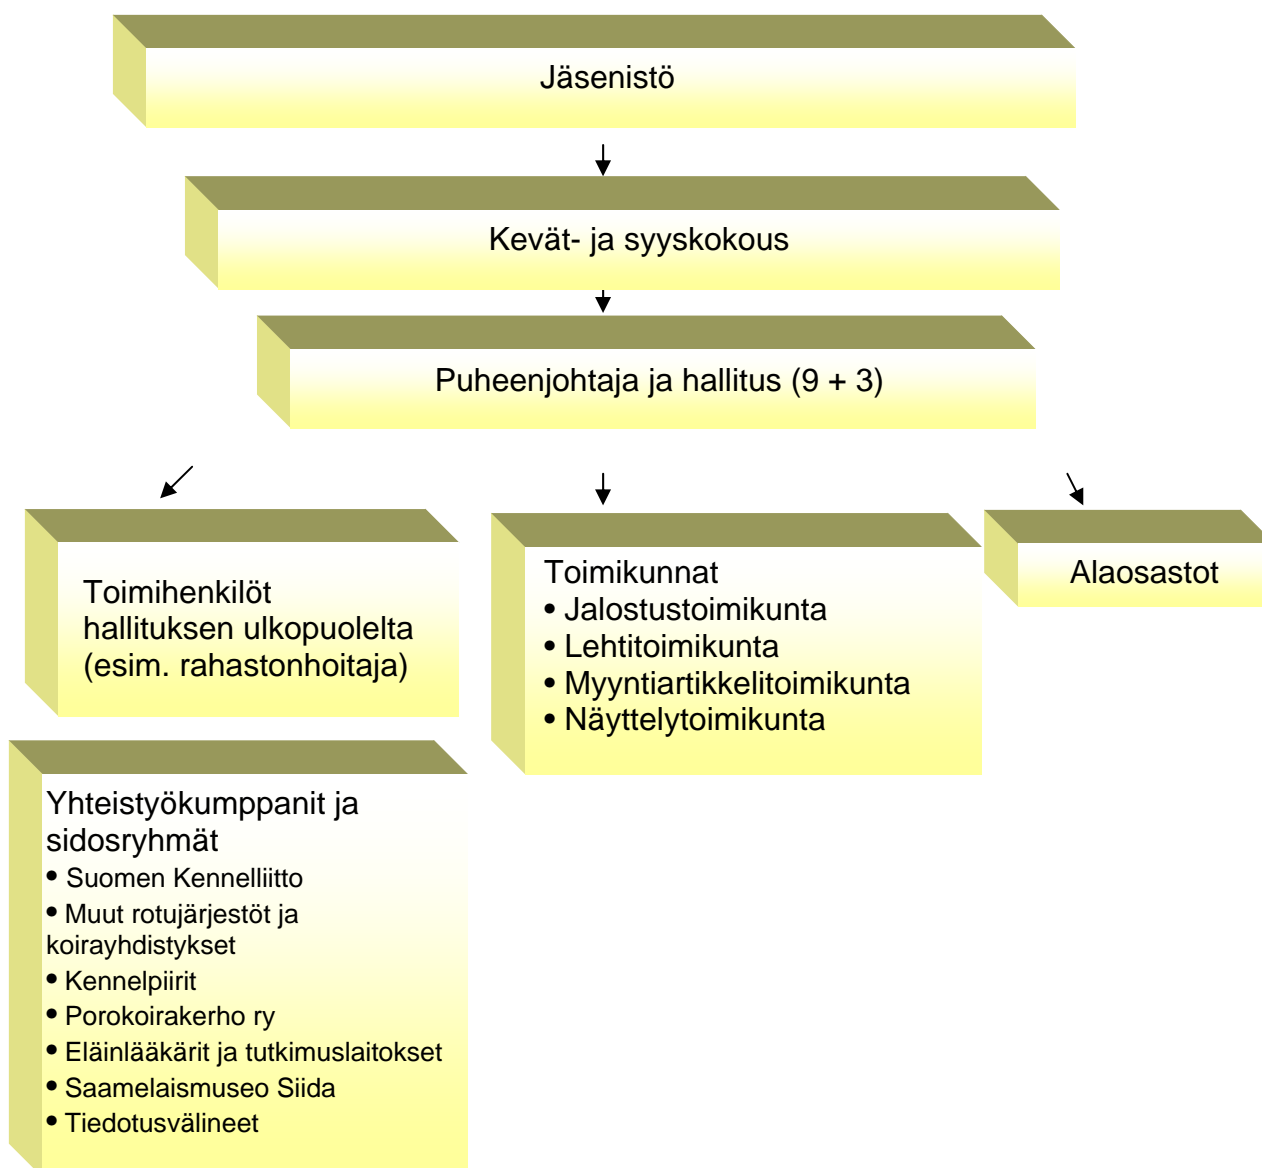 Jäsenistö
Kevät- ja syyskokous
Puheenjohtaja ja hallitus (9 + 3)
Toimihenkilöt
hallituksen ulkopuolelta
(esim. rahastonhoitaja)
Toimikunnat
• Jalostustoimikunta
• Lehtitoimikunta
• Myyntiartikkelitoimikunta
• Näyttelytoimikunta
Alaosastot
Yhteistyökumppanit ja
sidosryhmät
• Suomen Kennelliitto
• Muut rotujärjestöt ja
koirayhdistykset
• Kennelpiirit
• Porokoirakerho ry
• Eläinlääkärit ja tutkimuslaitokset
• Saamelaismuseo Siida
• Tiedotusvälineet